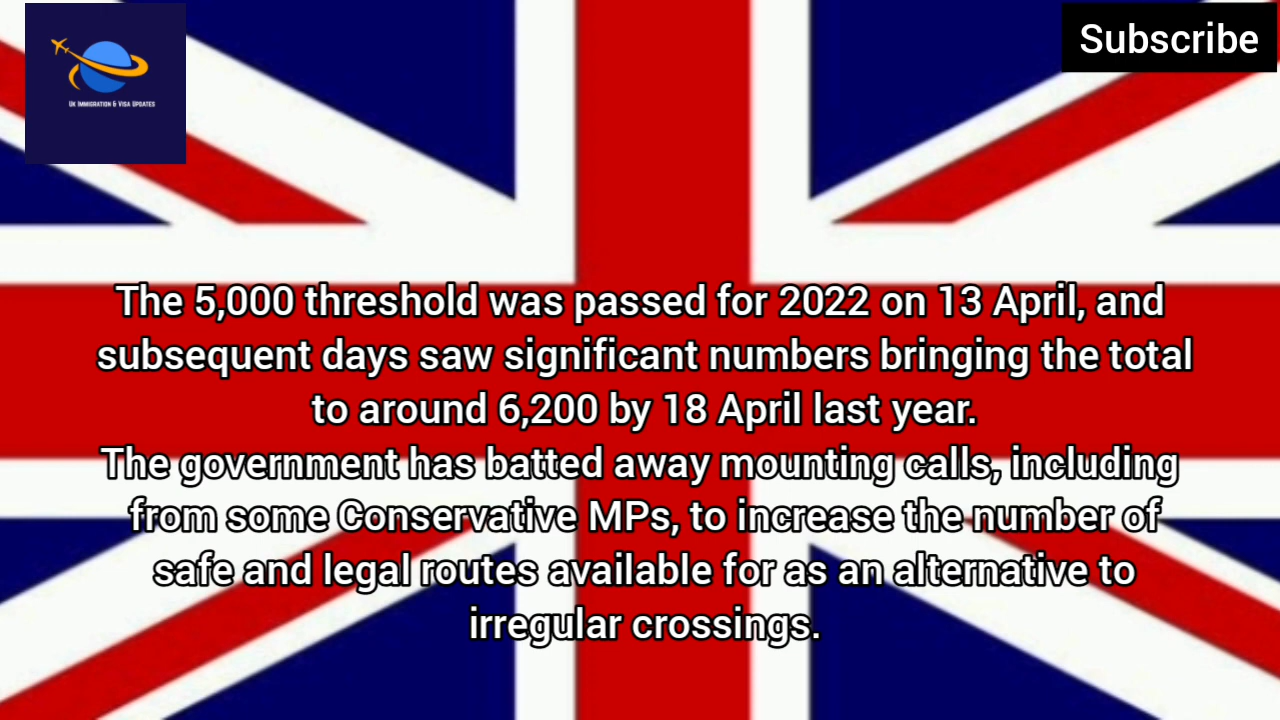 UK Immigration & Visa Updates
Subscribe
The 5,000 threshold was passed for 2022 on 13 April, and
subsequent days saw significant numbers bringing the total
to around 6,200 by 18 April last year.
The government has batted away mounting calls, including
from some Conservative MPs, to increase the number of
safe and legal routes available for as an alternative to
irregular crossings.